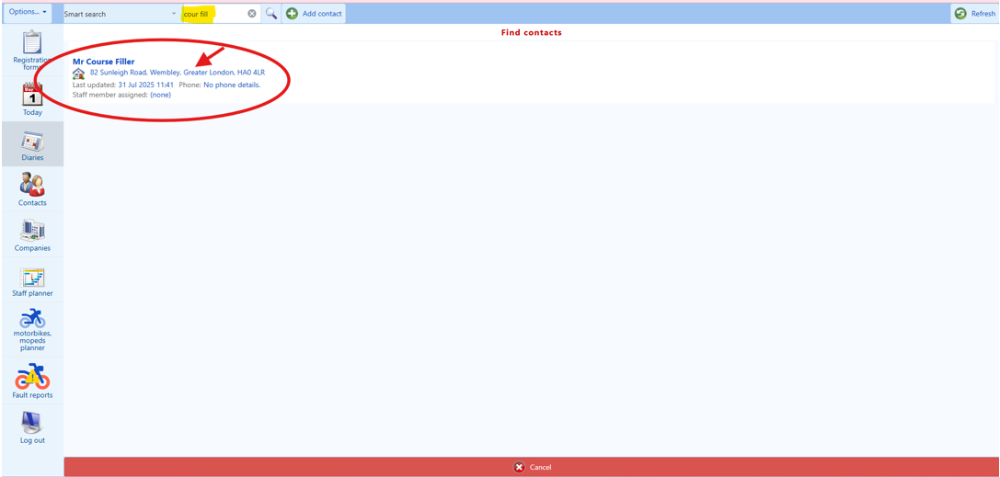 Options...
Smart search
cour fill
Add contact
Refresh
Find contacts
Registration
forms
Today
1
Diaries
Contacts
Companies
Staff planner
motorbikes,
mopeds
planner
Fault reports
Log out
Mr Course Filler
82 Sunleigh Road, Wembley, Greater London, HA0 4LR
Last updated: 31 Jul 2025 11:41 Phone: No phone details.
Staff member assigned: (none)
Cancel